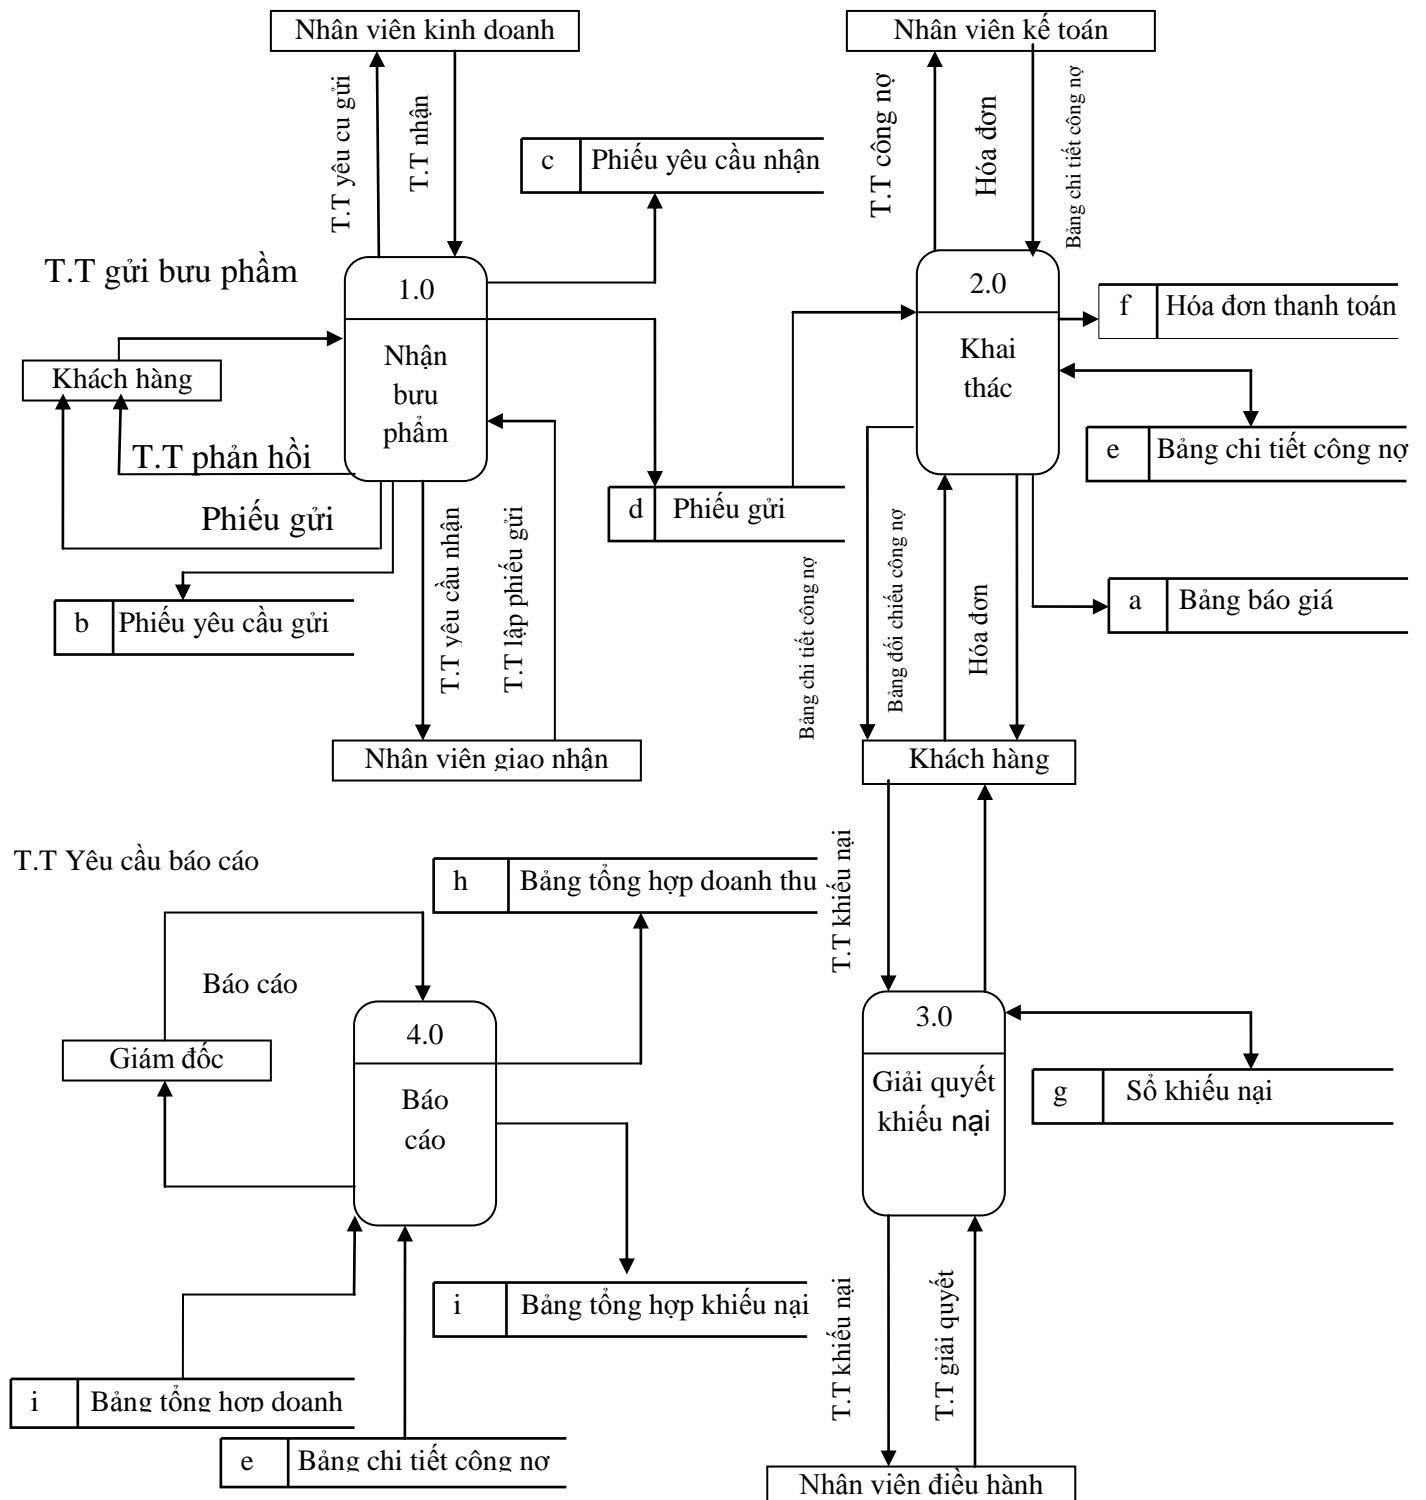 Nhân viên kinh doanh
Nhân viên kế toán
T.T yêu cu gửi
T.T nhận
T.T công nợ
Hóa đơn
Bảng chi tiết công nợ
c
Phiếu yêu cầu nhận
T.T gửi bưu phầm
1.0
Nhận
bưu
phẩm
2.0
Khai
thác
f
Hóa đơn thanh toán
Khách hàng
T.T phản hồi
e
Bảng chi tiết công nợ
Phiếu gửi
d
Phiếu gửi
T.T yêu cầu nhận
T.T lập phiếu gửi
Bảng chi tiết công nợ
Bảng đối chiếu công nợ
Hóa đơn
b
Phiếu yêu cầu gửi
a
Bảng báo giá
Nhân viên giao nhận
Khách hàng
T.T Yêu cầu báo cáo
h
Bảng tổng hợp doanh thu
T.T khiếu nại
Báo cáo
4.0
Báo
cáo
3.0
Giải quyết
khiếu nại
Giám đốc
g
Sổ khiếu nại
i
Bảng tổng hợp khiếu nại
T.T khiếu nại
T.T giải quyết
i
Bảng tổng hợp doanh
e
Bảng chi tiết công nợ
Nhân viên điều hành